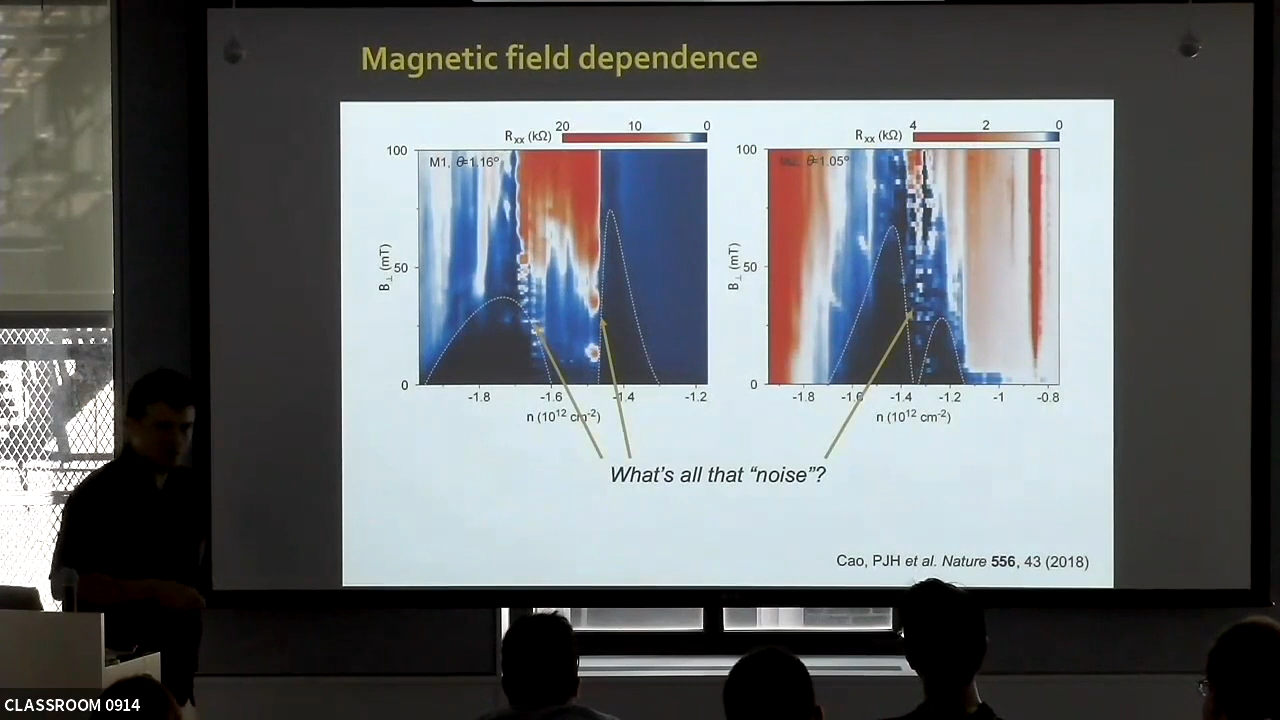 Magnetic field dependence
Rxx (kΩ)
20 10 0
M1, θ=1.16°
100
50
0
B⊥ (mT)
-1.8 -1.6 -1.4 -1.2
n (10¹² cm⁻²)
Rxx (kΩ)
4 2 0
θ=1.05°
100
50
0
B⊥ (mT)
-1.8 -1.6 -1.4 -1.2 -1 -0.8
n (10¹² cm⁻²)
What's all that “noise”?
Cao, PJH et al. Nature 556, 43 (2018)
CLASSROOM 0914